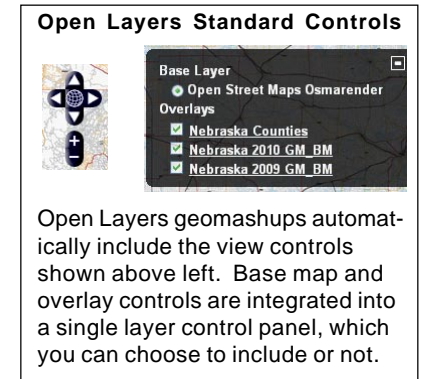 Open Layers Standard Controls
Base Layer
Open Street Maps Osmarender
Overlays
Nebraska Counties
Nebraska 2010 GM_BM
Nebraska 2009 GM_BM
Open Layers geomashups automat-
ically include the view controls
shown above left.  Base map and
overlay controls are integrated into
a single layer control panel, which
you can choose to include or not.